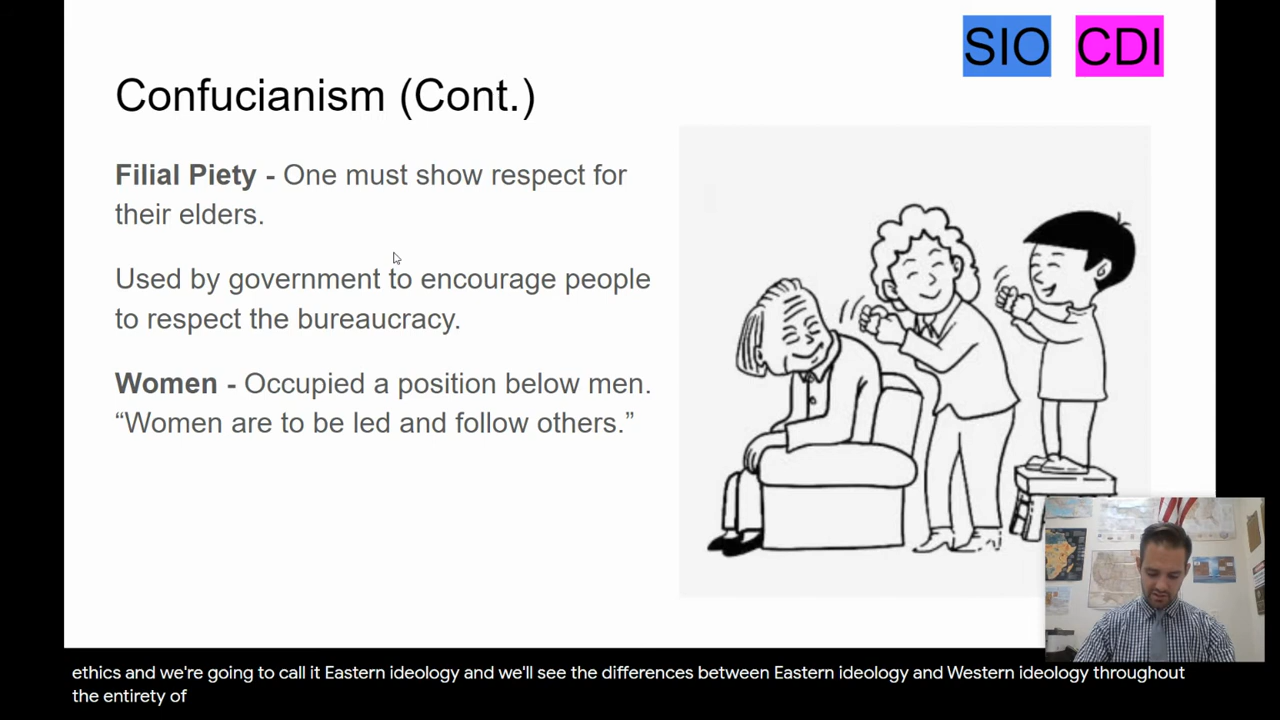 SIO CDI
Confucianism (Cont.)
Filial Piety - One must show respect for
their elders.
Used by government to encourage people
to respect the bureaucracy.
Women - Occupied a position below men.
“Women are to be led and follow others.”
ethics and we're going to call it Eastern ideology and we'll see the differences between Eastern ideology and Western ideology throughout
the entirety of